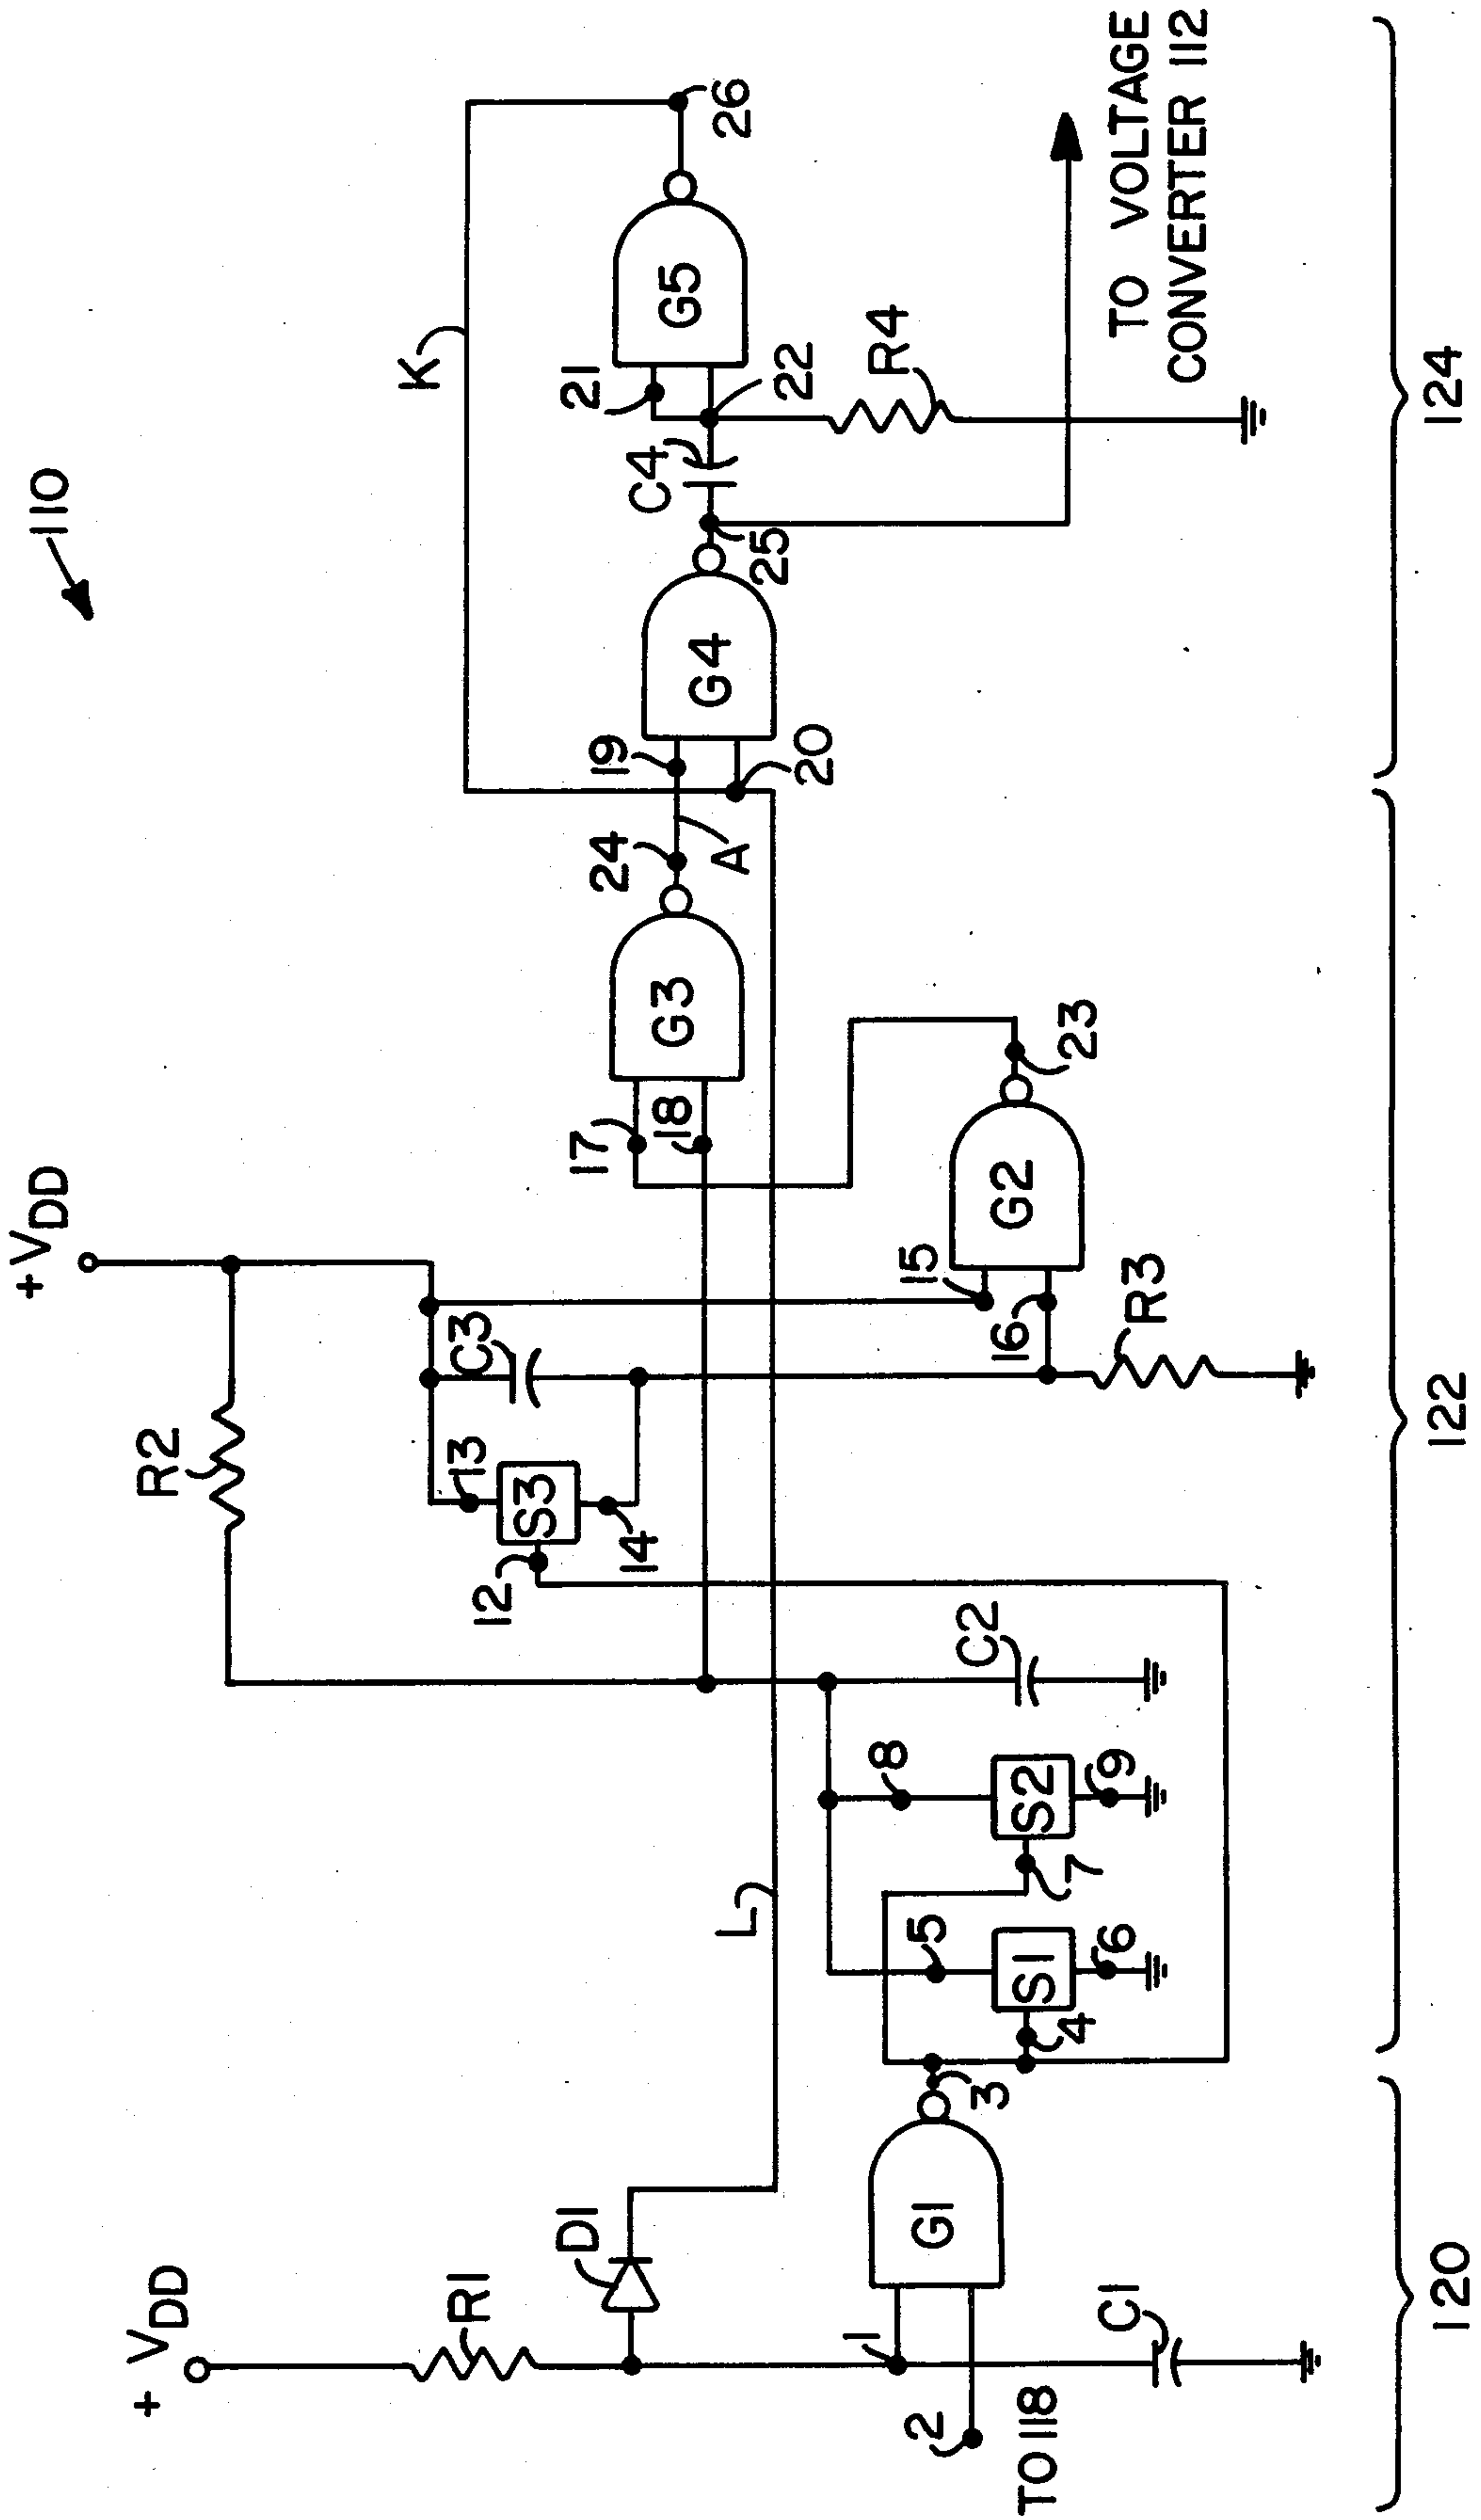 110
+VDD
+VDD
R2
K
R1
D1
L
12
13
S3
14
C3
17
18
G3
24
A
19
20
G4
25
C4
21
22
G5
26
R4
1
2
TO 118
C1
G1
3
4
5
S1
6
7
8
S2
9
C2
15
16
G2
23
R3
TO VOLTAGE
CONVERTER 112
120
122
124